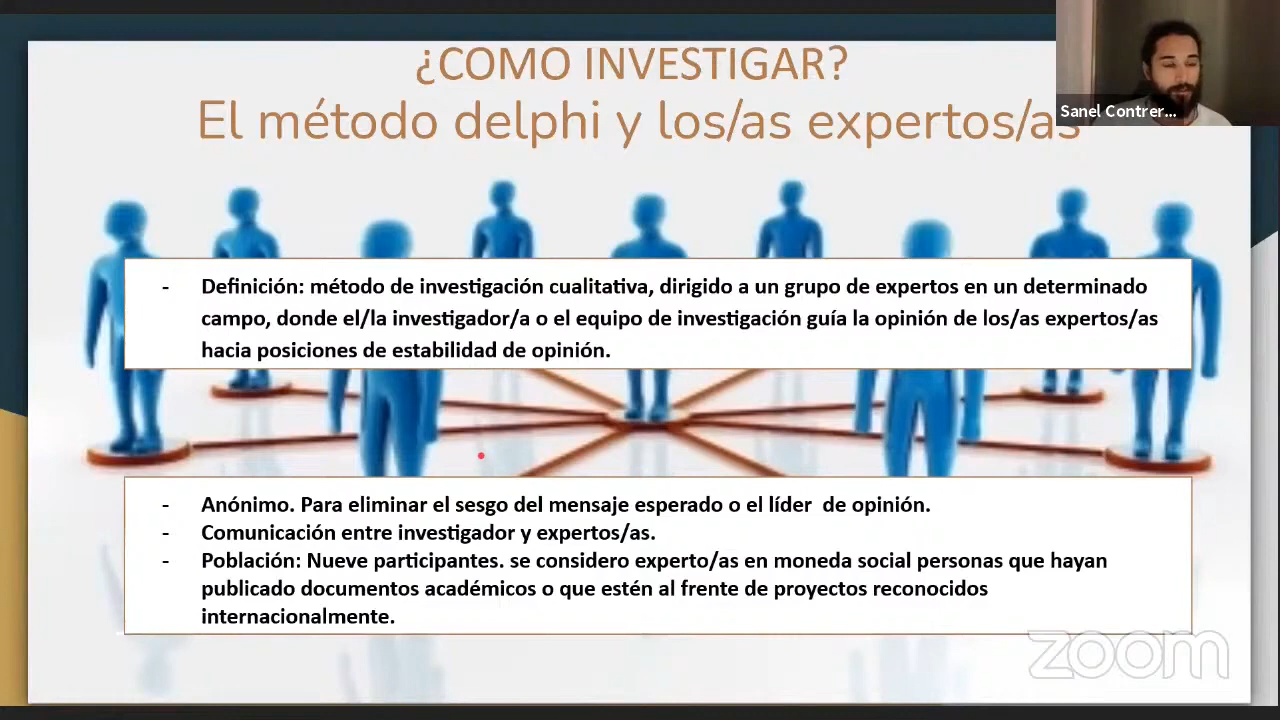 ¿COMO INVESTIGAR?
El método delphi y los/as expertos/as
Sanel Contrer...
- Definición: método de investigación cualitativa, dirigido a un grupo de expertos en un determinado
campo, donde el/la investigador/a o el equipo de investigación guía la opinión de los/as expertos/as
hacia posiciones de estabilidad de opinión.
- Anónimo. Para eliminar el sesgo del mensaje esperado o el líder de opinión.
- Comunicación entre investigador y expertos/as.
- Población: Nueve participantes. se considero experto/as en moneda social personas que hayan
publicado documentos académicos o que estén al frente de proyectos reconocidos
internacionalmente.
zoom